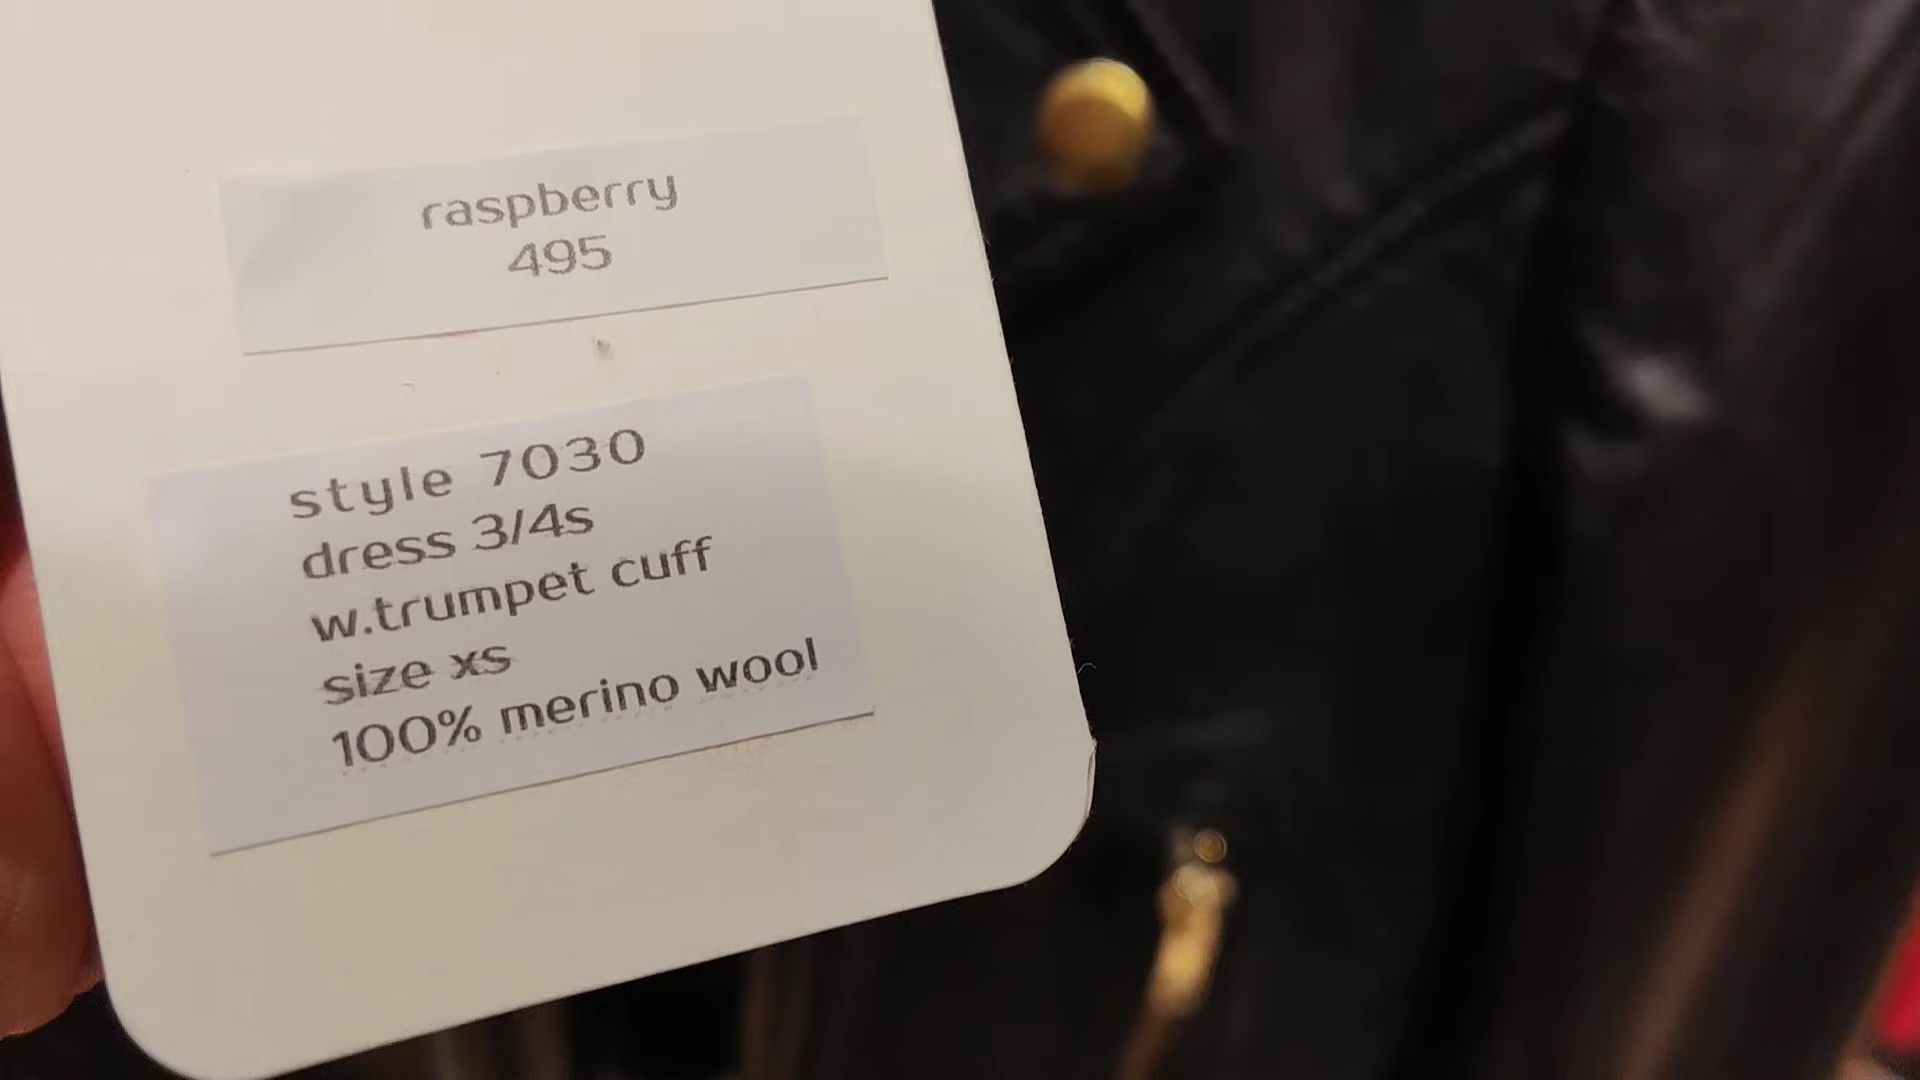 raspberry
495
style 7030
dress 3/4s
w.trumpet cuff
size xs
100% merino wool